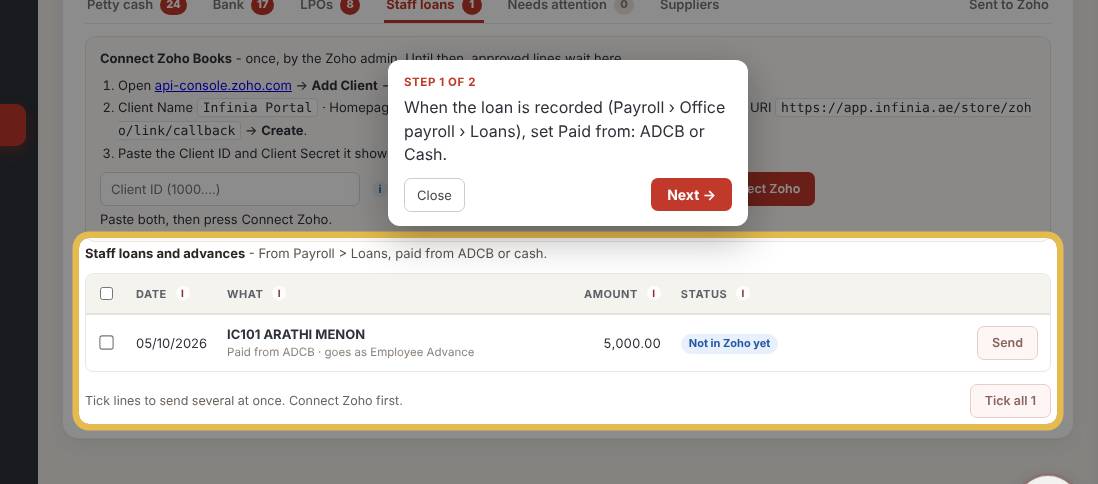 Petty cash 24 Bank 17 LPOs 8 Staff loans 1 Needs attention 0 Suppliers Sent to Zoho
Connect Zoho Books - once, by the Zoho admin. Until then, approved lines wait here.
1. Open api-console.zoho.com → Add Client
2. Client Name Infinia Portal · Homepag
URI https://app.infinia.ae/store/zoh
o/link/callback → Create.
3. Paste the Client ID and Client Secret it show
Client ID (1000....) i
ect Zoho
Paste both, then press Connect Zoho.
STEP 1 OF 2
When the loan is recorded (Payroll › Office
payroll › Loans), set Paid from: ADCB or
Cash.
Close Next →
Staff loans and advances - From Payroll > Loans, paid from ADCB or cash.
DATE I WHAT I AMOUNT I STATUS I
05/10/2026 IC101 ARATHI MENON 5,000.00 Not in Zoho yet Send
Paid from ADCB · goes as Employee Advance
Tick lines to send several at once. Connect Zoho first. Tick all 1